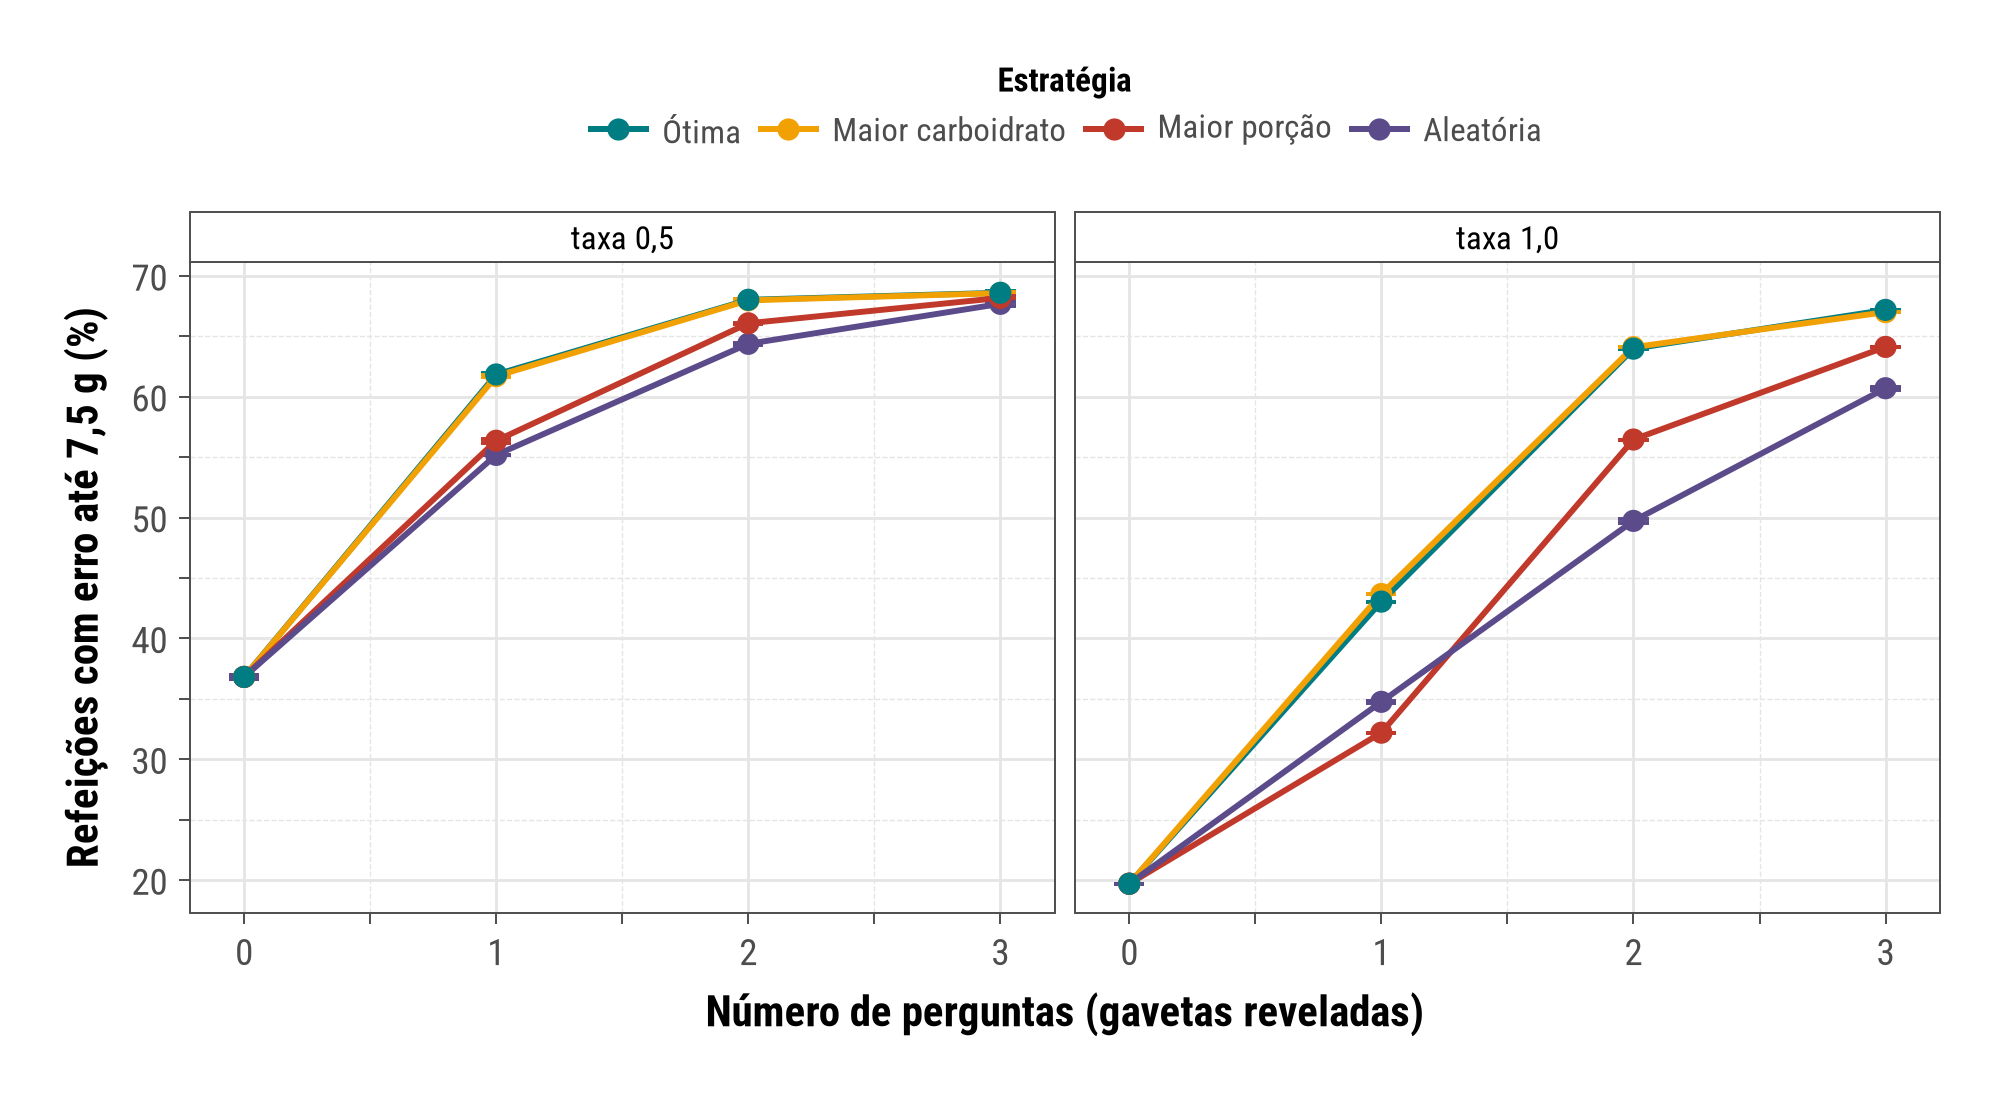 Estratégia
Ótima Maior carboidrato Maior porção Aleatória
taxa 0,5 taxa 1,0
Refeições com erro até 7,5 g (%)
70
60
50
40
30
20
0 1 2 3 0 1 2 3
Número de perguntas (gavetas reveladas)